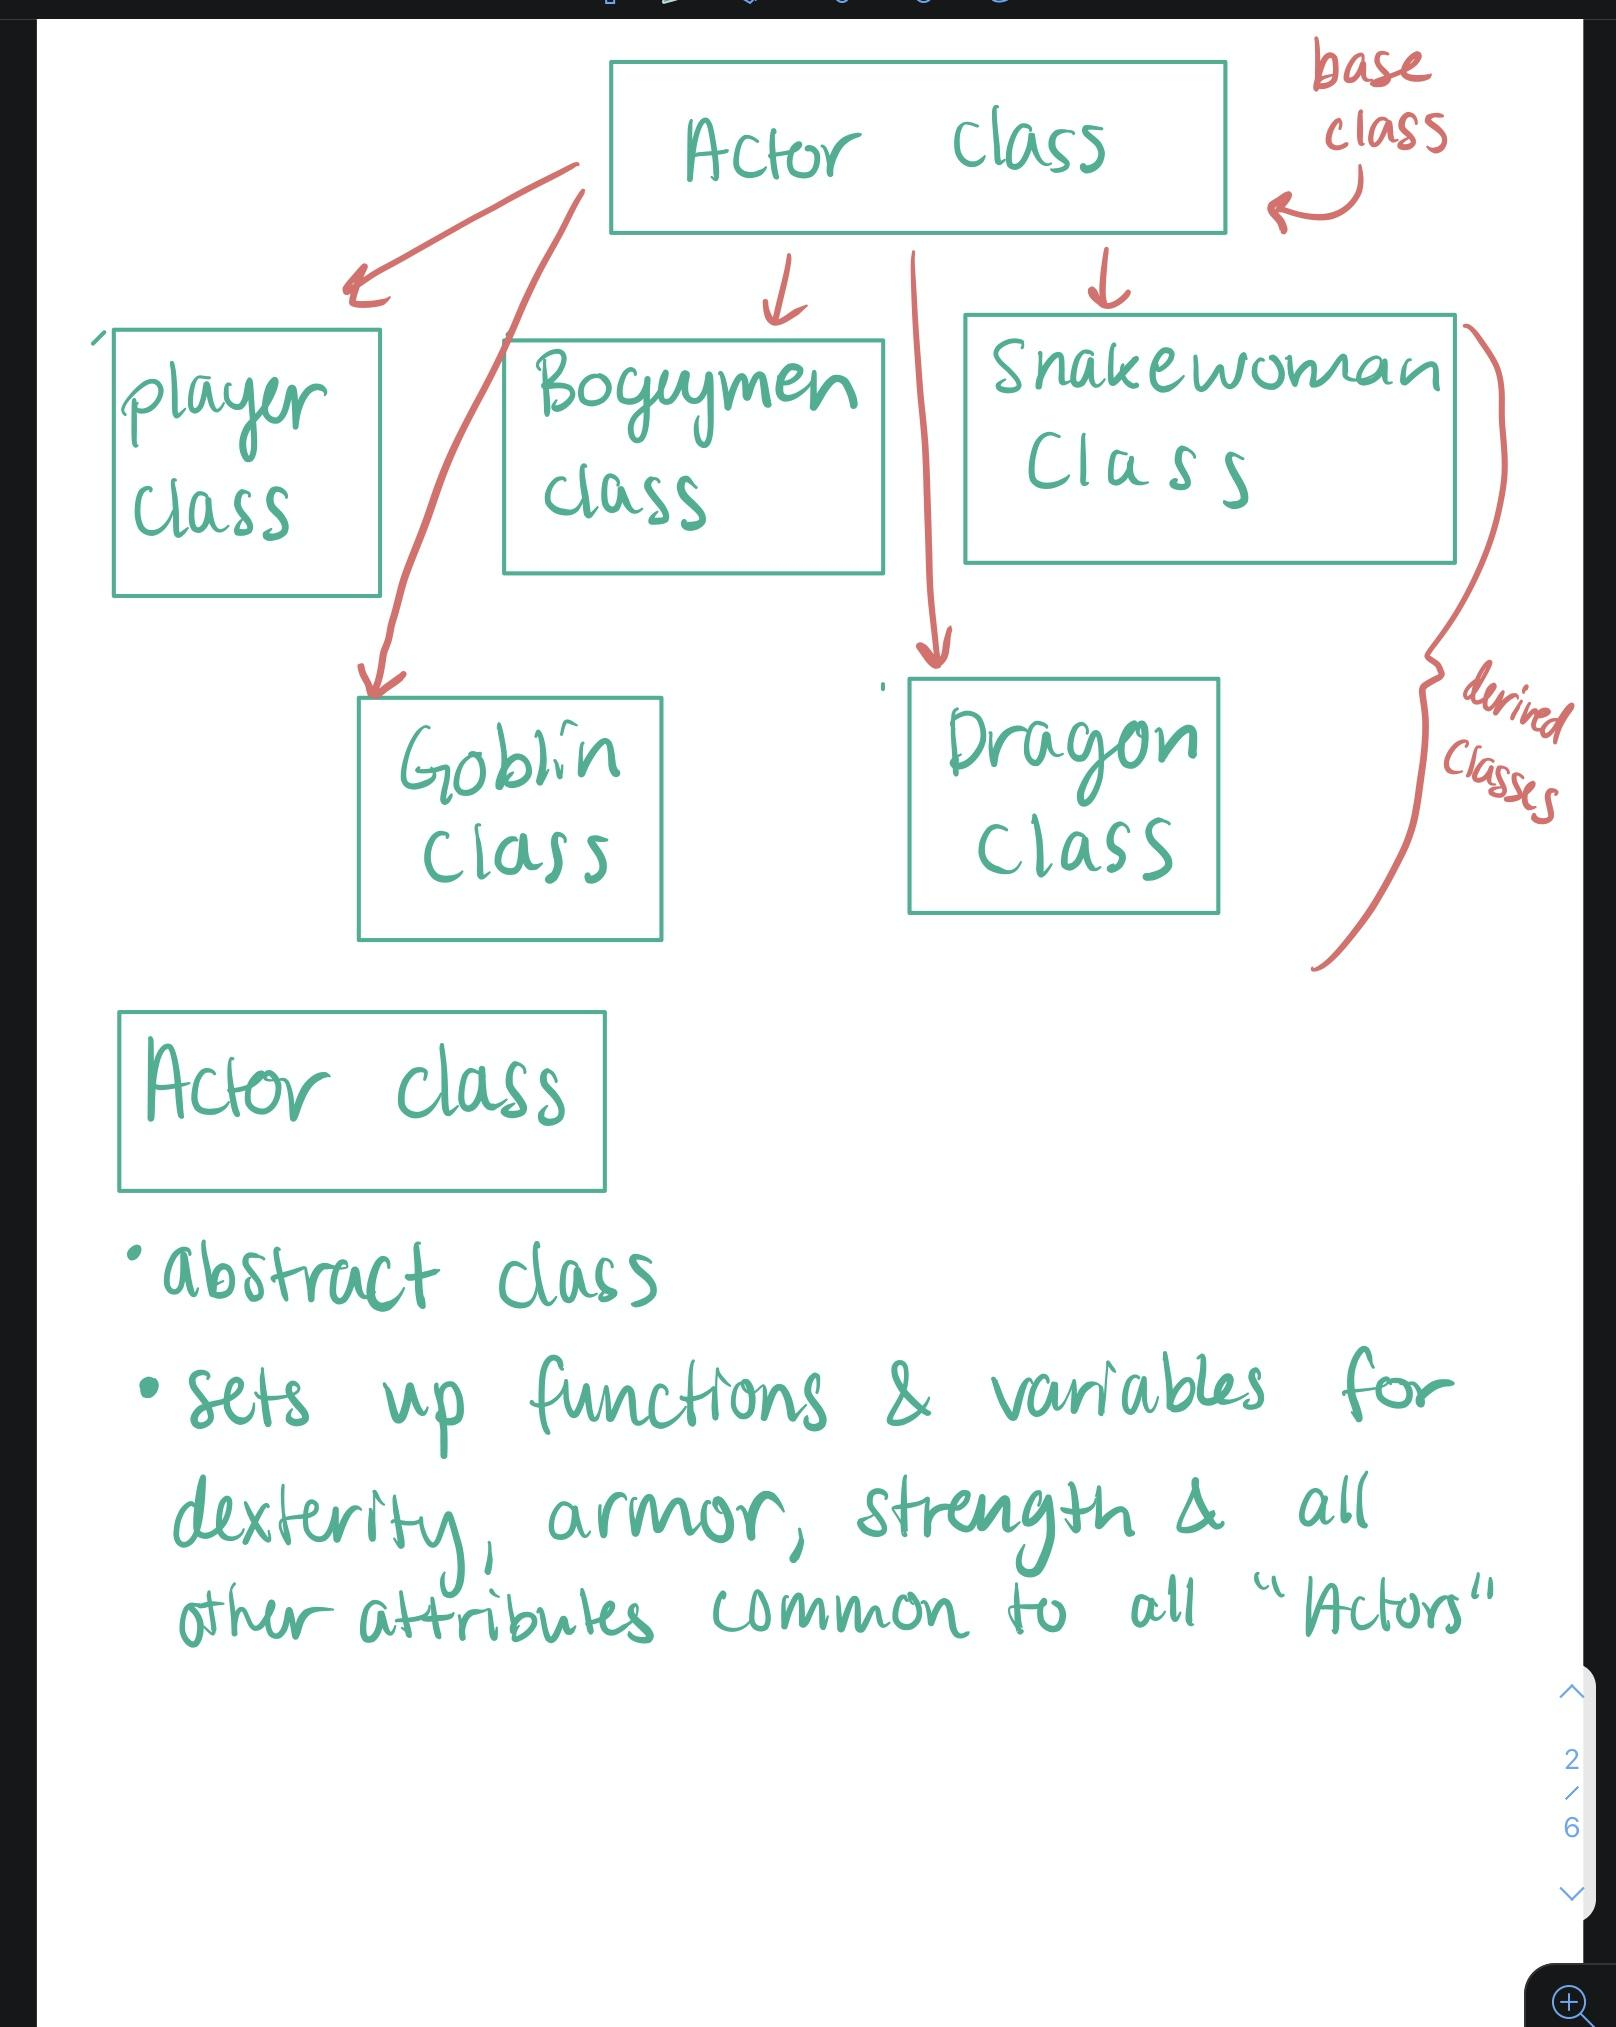 Actor class
base
class
player
class
Boguymen
class
Snakewoman
Class
Goblin
class
Dragon
class
derived
classes
Actor class
• abstract class
• sets up functions & variables for
dexterity, armor, strength & all
other attributes common to all "Actors"
2
/
6